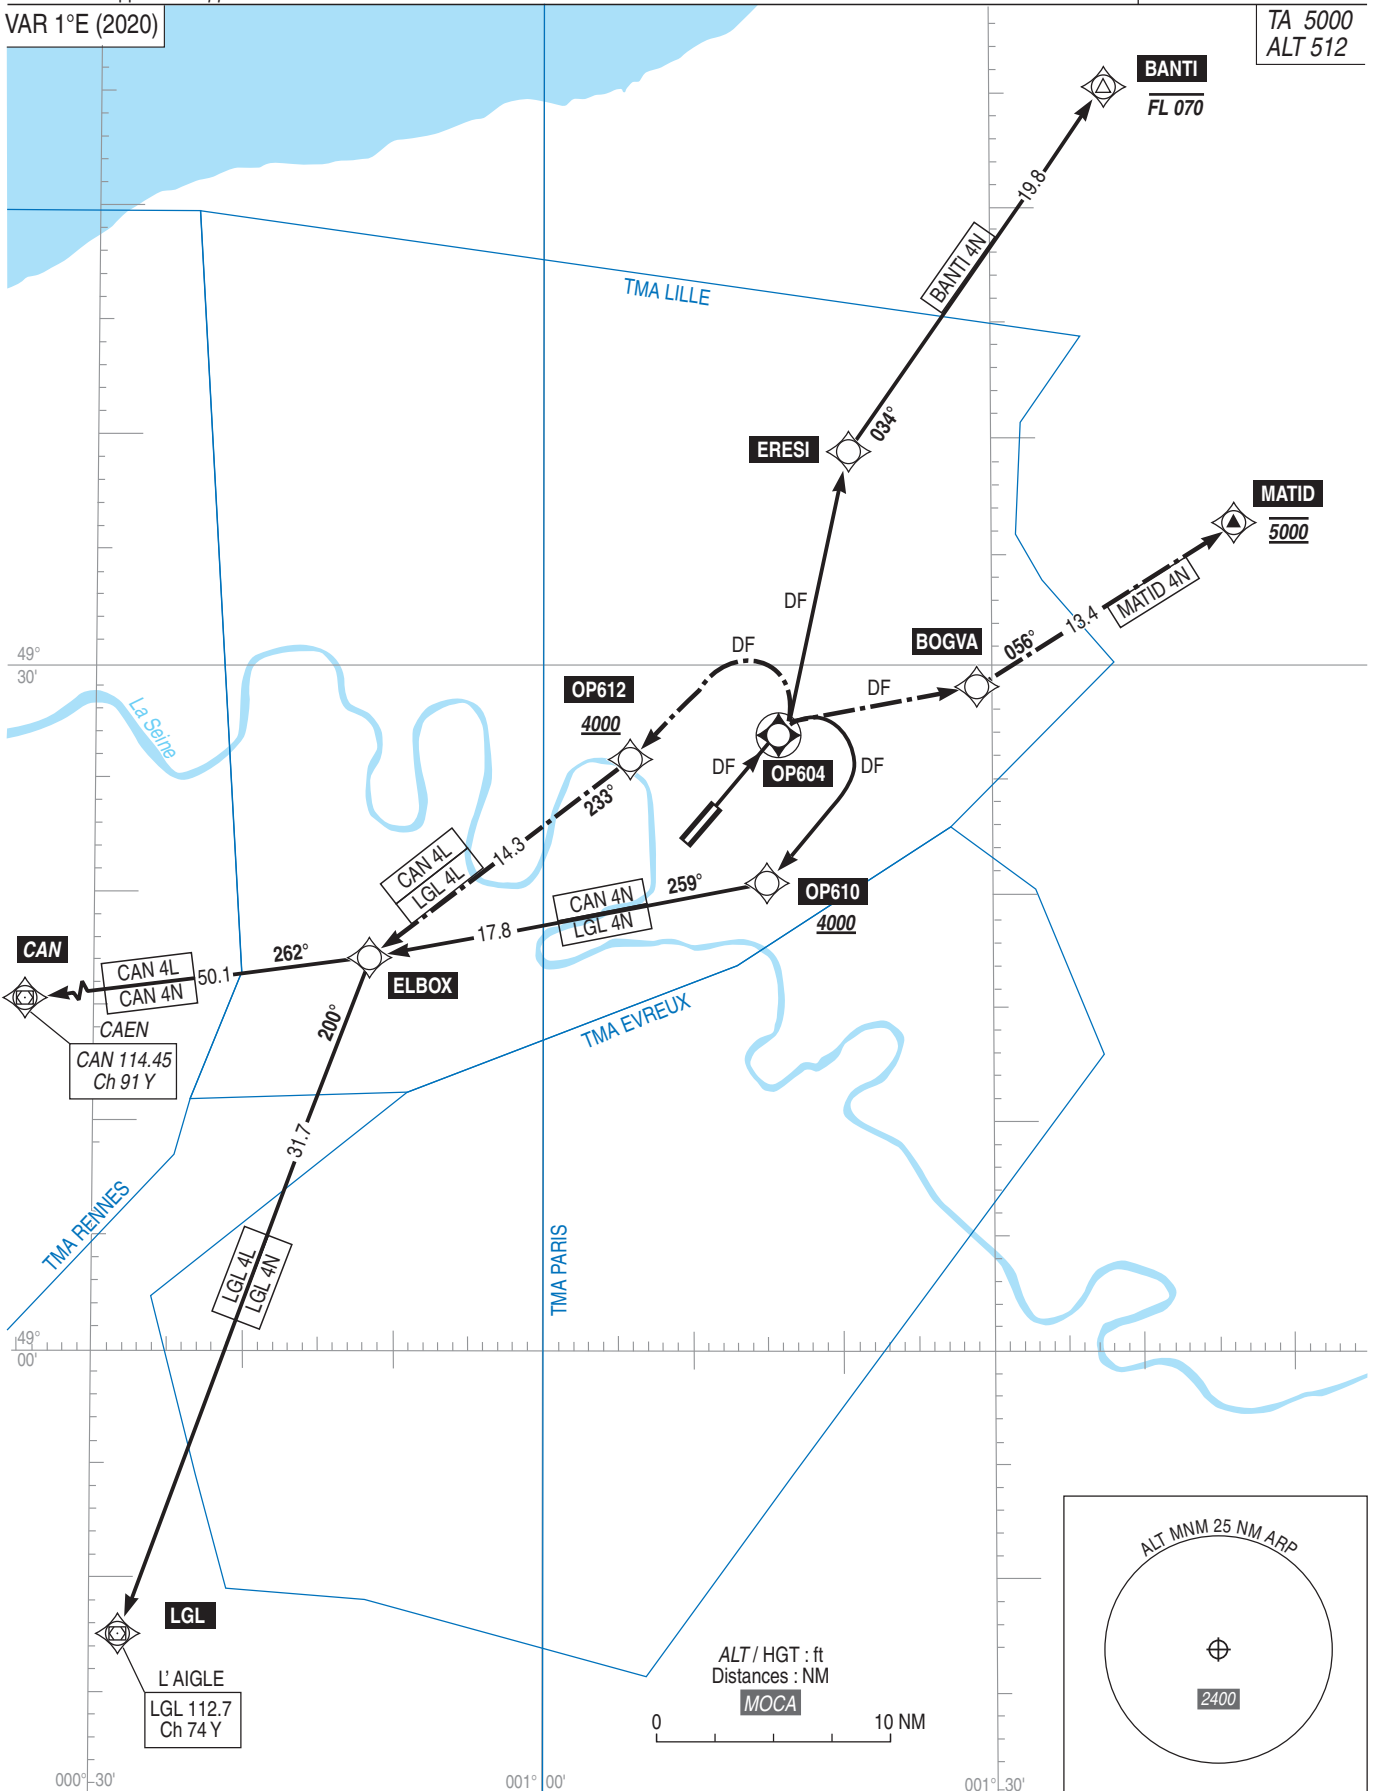 VAR 1°E (2020)
TA 5000
ALT 512
BANTI
FL 070
19.8
BANTI 4N
TMA LILLE
034°
ERESI
MATID
5000
MATID 4N
13.4
056°
BOGVA
DF
DF
DF
49°
30'
La Seine
OP612
4000
DF
OP604
DF
233°
14.3
CAN 4L
LGL 4L
259°
CAN 4N
LGL 4N
17.8
OP610
4000
CAN
262°
CAN 4L
CAN 4N
50.1
ELBOX
CAEN
CAN 114.45
Ch 91 Y
200°
TMA EVREUX
31.7
TMA RENNES
LGL 4L
LGL 4N
TMA PARIS
49°
00'
ALT MNM 25 NM ARP
2400
LGL
L'AIGLE
LGL 112.7
Ch 74 Y
ALT / HGT : ft
Distances : NM
MOCA
0 10 NM
000° 30'
001° 00'
001° 30'